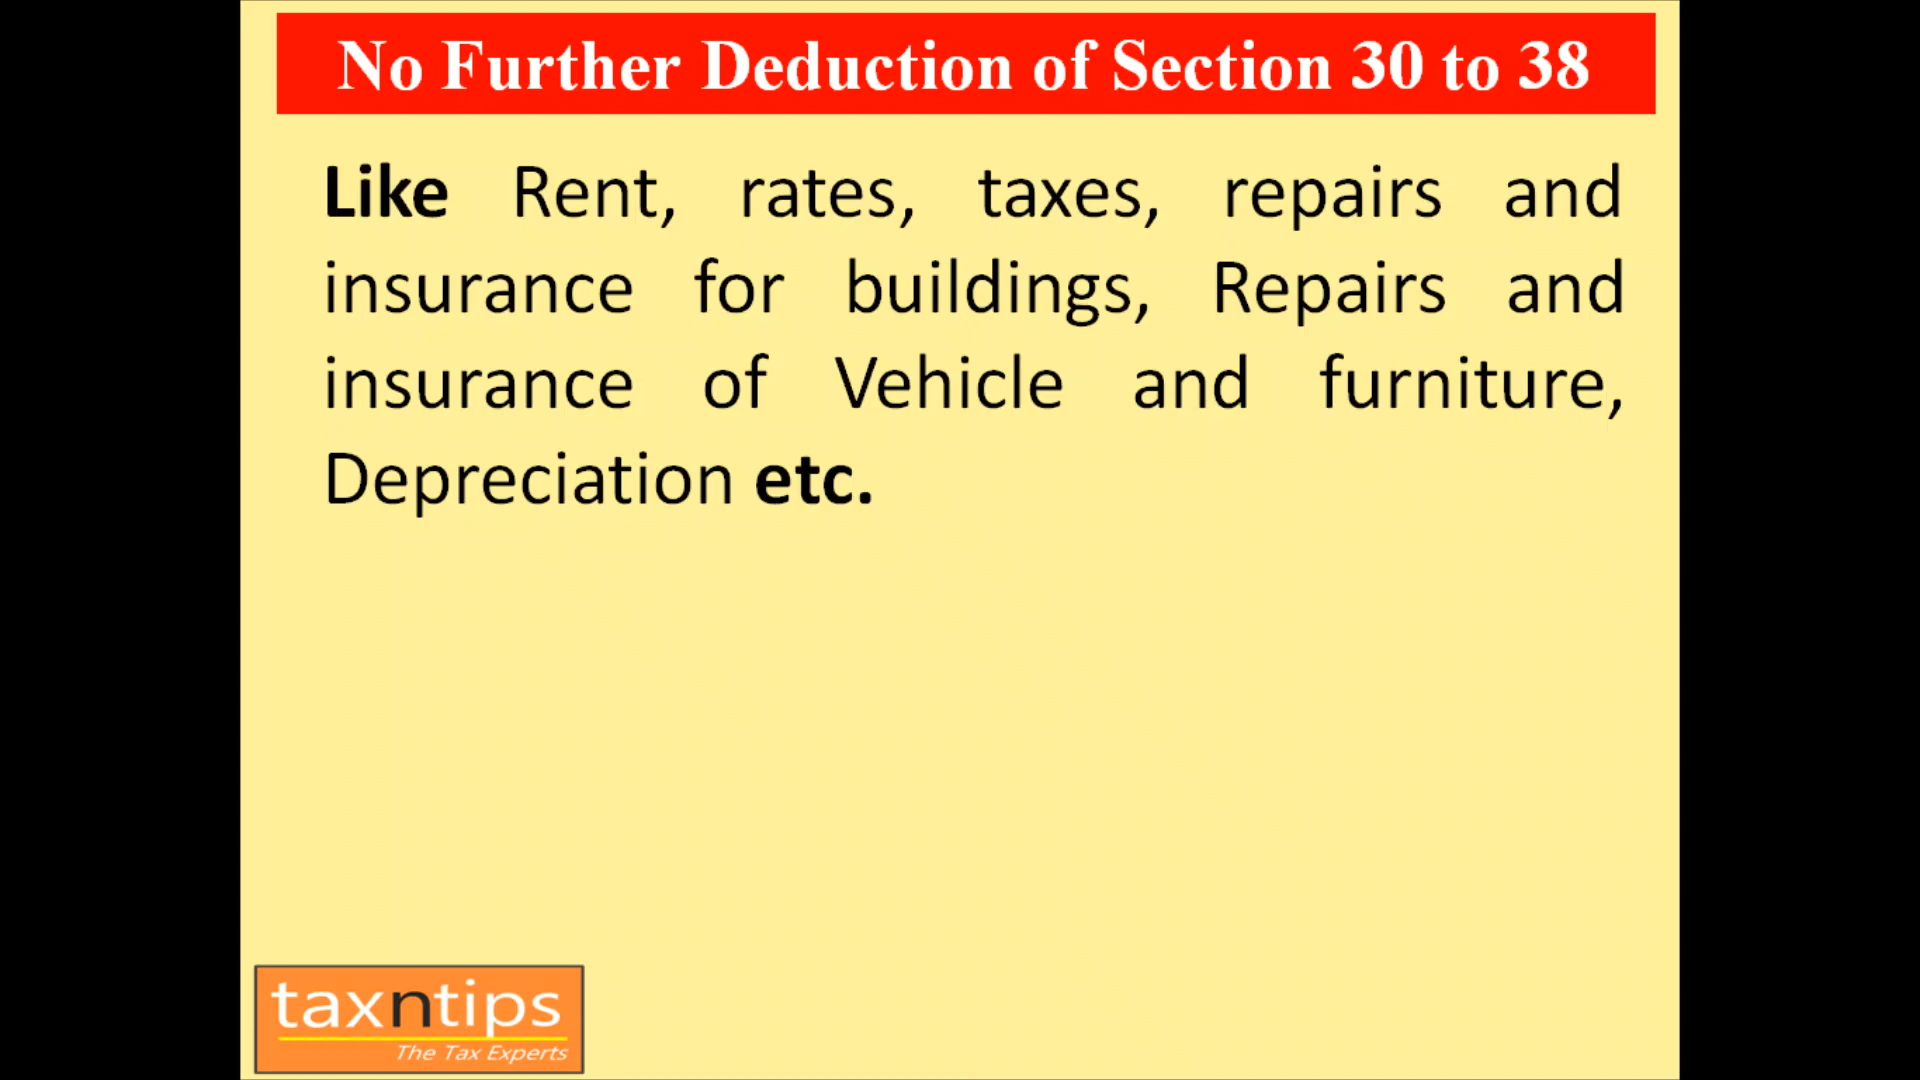 No Further Deduction of Section 30 to 38
Like Rent, rates, taxes, repairs and
insurance for buildings, Repairs and
insurance of Vehicle and furniture,
Depreciation etc.
taxntips
The Tax Experts